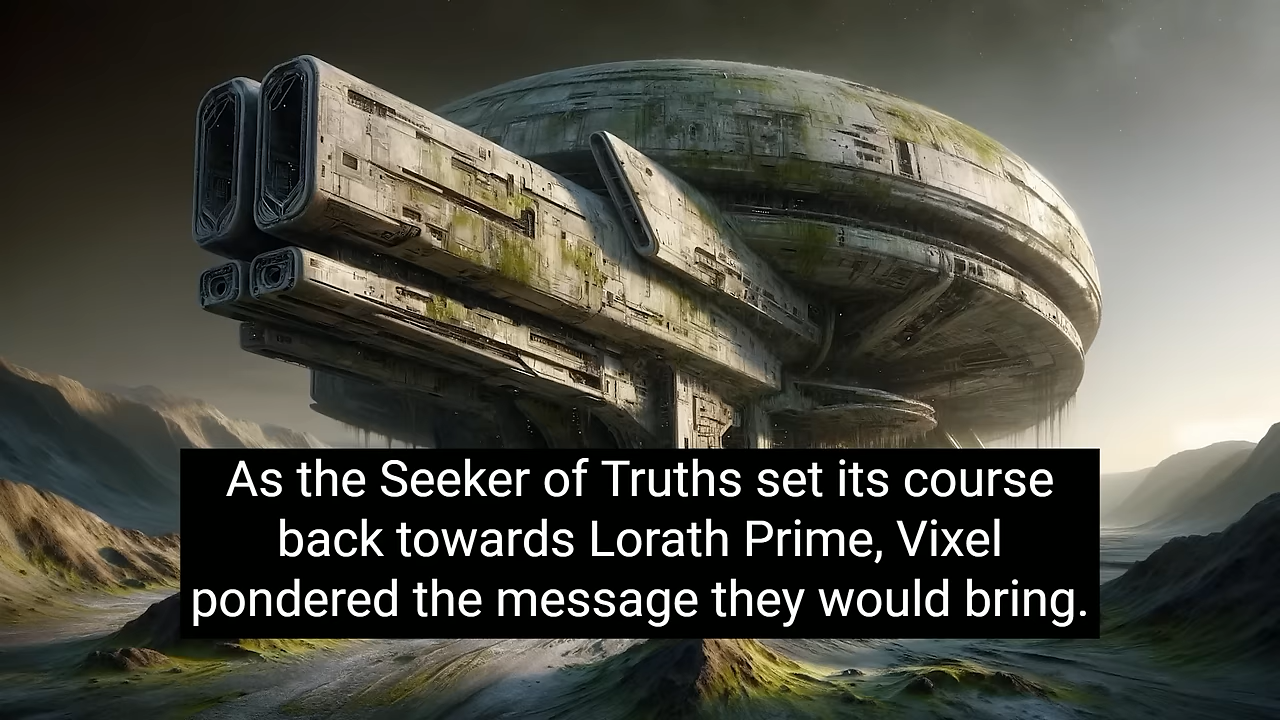 As the Seeker of Truths set its course
back towards Lorath Prime, Vixel
pondered the message they would bring.